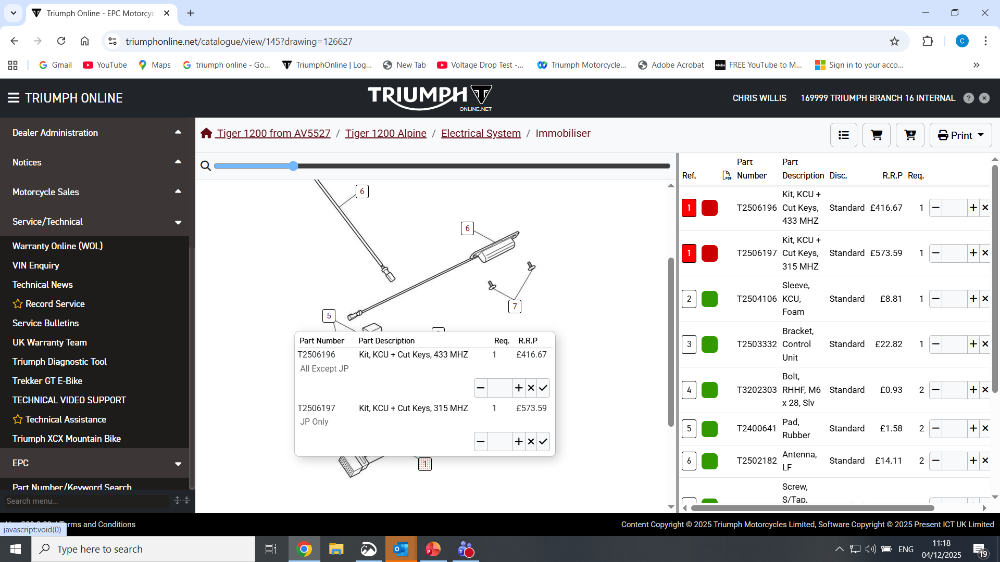 Triumph Online - EPC Motorcyc
triumphonline.net/catalogue/view/145?drawing=126627
C
Gmail
YouTube
Maps
triumph online - Go...
TriumphOnline | Log...
New Tab
Voltage Drop Test -...
Triumph Motorcycle...
Adobe Acrobat
FREE YouTube to M...
Sign in to your acco...
TRIUMPH ONLINE
TRIUMPH
ONLINE.NET
CHRIS WILLIS
169999 TRIUMPH BRANCH 16 INTERNAL
Dealer Administration
Notices
Motorcycle Sales
Service/Technical
Warranty Online (WOL)
VIN Enquiry
Technical News
Record Service
Service Bulletins
UK Warranty Team
Triumph Diagnostic Tool
Trekker GT E-Bike
TECHNICAL VIDEO SUPPORT
Technical Assistance
Triumph XCX Mountain Bike
EPC
Part Number/Keyword Search
Search menu...
Tiger 1200 from AV5527 / Tiger 1200 Alpine / Electrical System / Immobiliser
Print
6
6
7
5
1
Part Number Part Description Req. R.R.P
T2506196 Kit, KCU + Cut Keys, 433 MHZ 1 £416.67
All Except JP
T2506197 Kit, KCU + Cut Keys, 315 MHZ 1 £573.59
JP Only
Ref. PDF Part Number Part Description Disc. R.R.P Req.
1 T2506196 Kit, KCU + Cut Keys, 433 MHZ Standard £416.67 1
1 T2506197 Kit, KCU + Cut Keys, 315 MHZ Standard £573.59 1
2 T2504106 Sleeve, KCU, Foam Standard £8.81 1
3 T2503332 Bracket, Control Unit Standard £22.82 1
4 T3202303 Bolt, RHHF, M6 x 28, Slv Standard £0.93 2
5 T2400641 Pad, Rubber Standard £1.58 2
6 T2502182 Antenna, LF Standard £14.11 2
Screw, S/Tap,
Terms and Conditions
Content Copyright © 2025 Triumph Motorcycles Limited, Software Copyright © 2025 Present ICT UK Limited
javascript:void(0)
Type here to search
ENG
11:18
04/12/2025
19